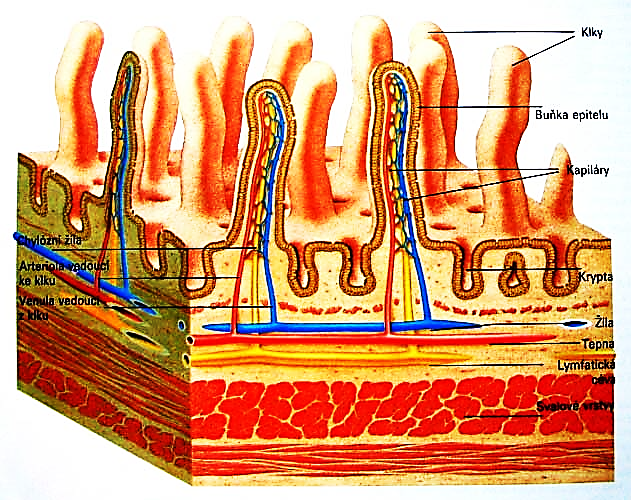 Klky
Buňka epitelu
Kapiláry
Chylózní žíla
Arteriola vedoucí
ke klku
Venula vedoucí
z klku
Krypta
Žíla
Tepna
Lymfatická
céva
Svalové vrstvy